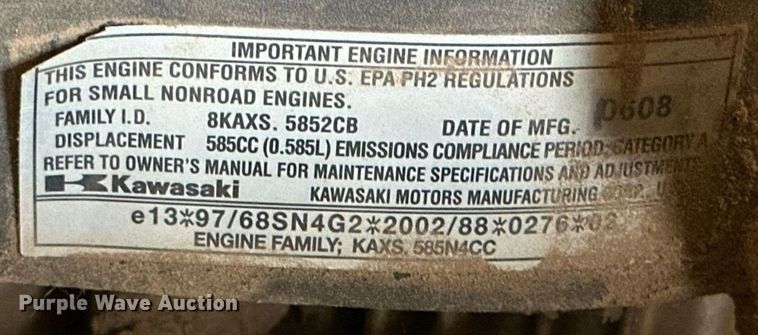 IMPORTANT ENGINE INFORMATION
THIS ENGINE CONFORMS TO U.S. EPA PH2 REGULATIONS
FOR SMALL NONROAD ENGINES.
FAMILY I.D. 8KAXS. 5852CB DATE OF MFG. 0608
DISPLACEMENT 585CC (0.585L) EMISSIONS COMPLIANCE PERIOD: CATEGORY A
REFER TO OWNER'S MANUAL FOR MAINTENANCE SPECIFICATIONS AND ADJUSTMENTS
Kawasaki KAWASAKI MOTORS MANUFACTURING
e13*97/68SN4G2*2002/88*0276*02
ENGINE FAMILY; KAXS. 585N4CC
Purple Wave Auction